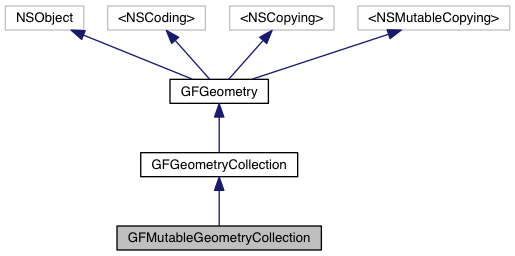 NSObject
<NSCoding>
<NSCopying>
<NSMutableCopying>
GFGeometry
GFGeometryCollection
GFMutableGeometryCollection